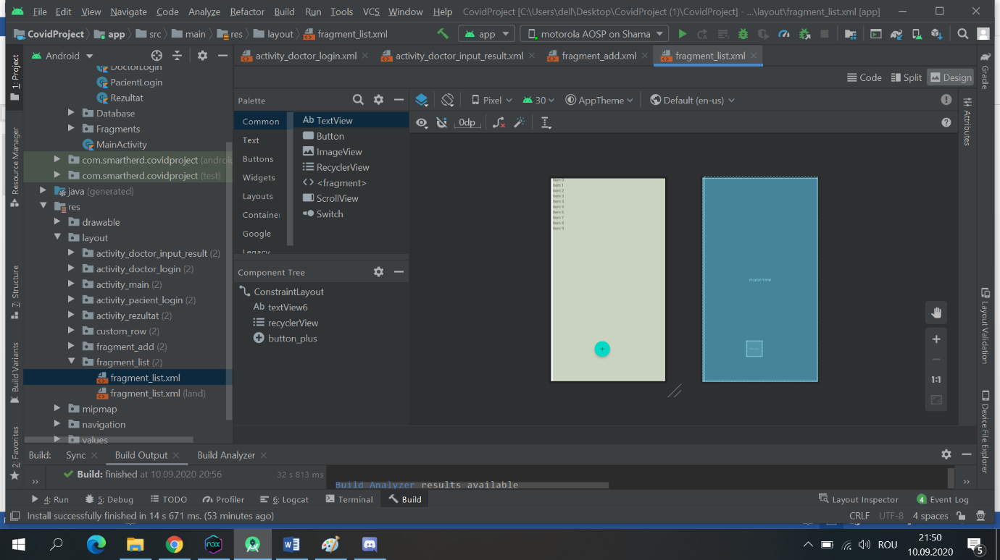 File Edit View Navigate Code Analyze Refactor Build Run Tools VCS Window Help CovidProject [C:\Users\dell\Desktop\CovidProject (1)\CovidProject] - ...\layout\fragment_list.xml [app]
CovidProject app src main res layout fragment_list.xml app motorola AOSP on Shama
Android
activity_doctor_login.xml activity_doctor_input_result.xml fragment_add.xml fragment_list.xml
Code Split Design
1: Project
Resource Manager
7: Structure
Build Variants
2: Favorites
DoctorLogin
PacientLogin
Rezultat
Database
Fragments
MainActivity
com.smartherd.covidproject
com.smartherd.covidproject (test)
java (generated)
res
drawable
layout
activity_doctor_input_result (2)
activity_doctor_login (2)
activity_main (2)
activity_pacient_login (2)
activity_rezultat (2)
custom_row (2)
fragment_add (2)
fragment_list (2)
fragment_list.xml
fragment_list.xml (land)
mipmap
navigation
values
Palette
Common
Text
Buttons
Widgets
Layouts
Containe
Google
Legacy
Ab TextView
Button
ImageView
RecyclerView
<fragment>
ScrollView
Switch
Component Tree
ConstraintLayout
Ab textView6
recyclerView
button_plus
Pixel 30 AppTheme Default (en-us)
0dp
Item 0
Item 1
Item 2
Item 3
Item 4
Item 5
Item 6
Item 7
Item 8
Item 9
recyclerView
1:1
Gradle
Attributes
Layout Validation
Device File Explorer
Build: Sync Build Output Build Analyzer
Build: finished at 10.09.2020 20:56 32 s 813 ms
Build Analyzer results available
4: Run 5: Debug TODO Profiler 6: Logcat Terminal Build Layout Inspector 4 Event Log
Install successfully finished in 14 s 671 ms. (53 minutes ago) CRLF UTF-8 4 spaces
nox
ROU
21:50
10.09.2020
5